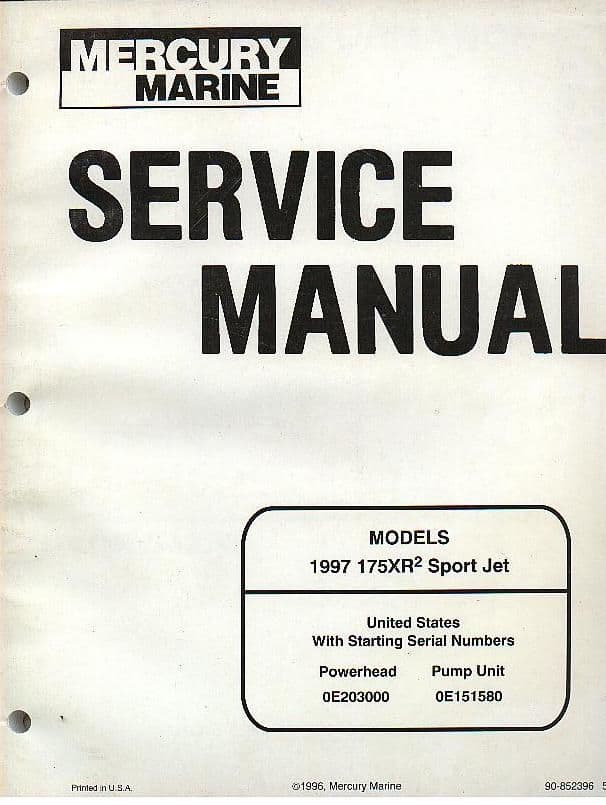 MERCURY
MARINE
SERVICE
MANUAL
MODELS
1997 175XR² Sport Jet
United States
With Starting Serial Numbers
Powerhead Pump Unit
0E203000 0E151580
Printed in U.S.A. ©1996, Mercury Marine 90-852396 5